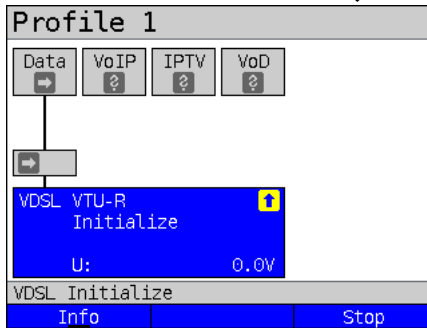 Profile 1
Data VoIP IPTV VoD
VDSL VTU-R
Initialize
U: 0.0V
VDSL Initialize
Info Stop